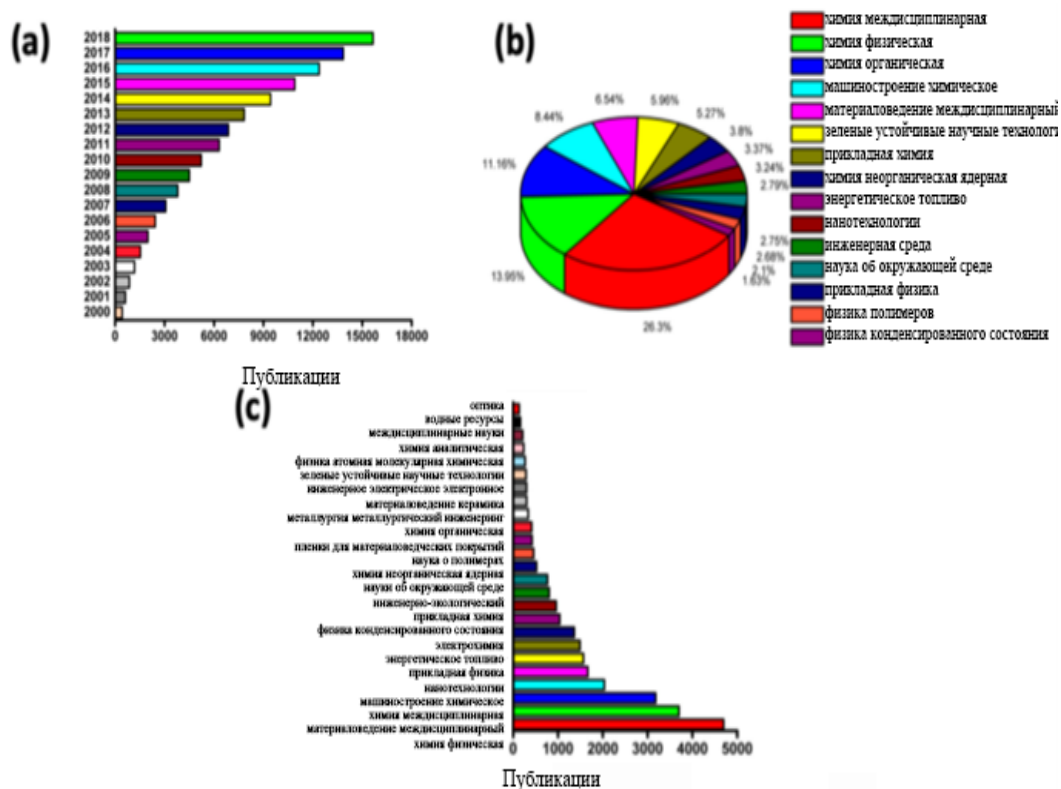 (a)
2018
2017
2016
2015
2014
2013
2012
2011
2010
2009
2008
2007
2006
2005
2004
2003
2002
2001
2000
0 3000 6000 9000 12000 15000 18000
Публикации
(b)
26.3%
13.95%
11.16%
8.44%
6.54%
5.96%
5.27%
3.8%
3.37%
3.24%
2.79%
2.75%
2.68%
2.1%
1.63%
химия междисциплинарная
химия физическая
химия органическая
машиностроение химическое
материаловедение междисциплинарный
зеленые устойчивые научные технологи
прикладная химия
химия неорганическая ядерная
энергетическое топливо
нанотехнологии
инженерная среда
наука об окружающей среде
прикладная физика
физика полимеров
физика конденсированного состояния
(c)
оптика
водные ресурсы
междисциплинарные науки
химия аналитическая
физика атомная молекулярная химическая
зеленые устойчивые научные технологии
инженерное электрическое электронное
материаловедение керамика
металлургия металлургический инженеринг
химия органическая
пленки для материаловедческих покрытий
наука о полимерах
химия неорганическая ядерная
науки об окружающей среде
инженерно-экологический
прикладная химия
физика конденсированного состояния
электрохимия
энергетическое топливо
прикладная физика
нанотехнологии
машиностроение химическое
химия междисциплинарная
материаловедение междисциплинарный
химия физическая
0 1000 2000 3000 4000 5000
Публикации